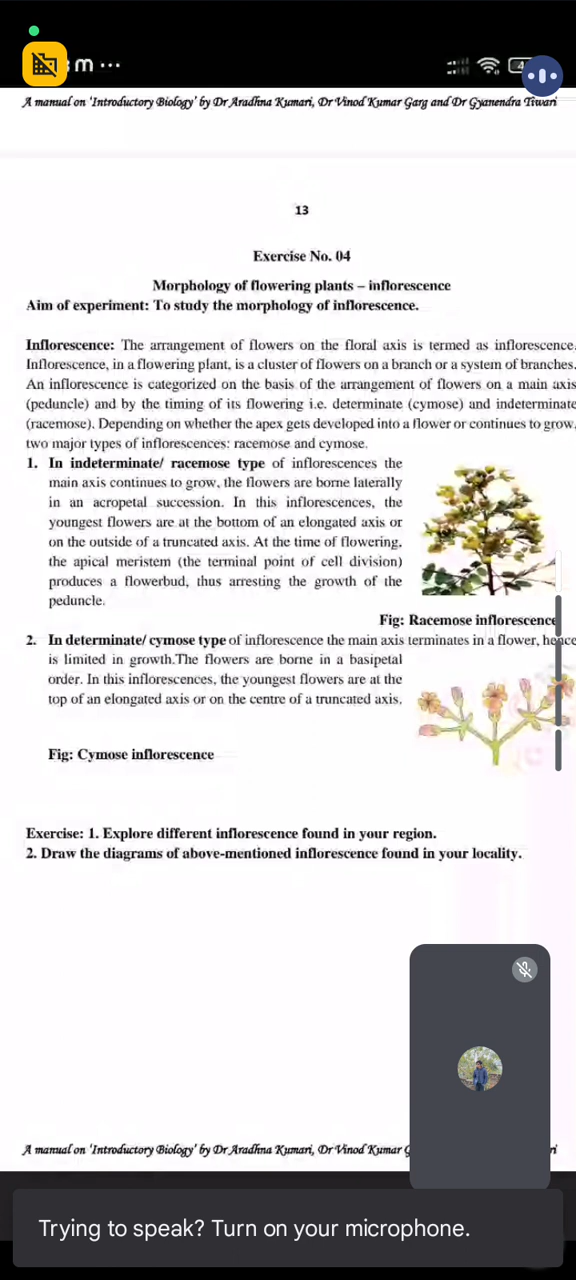 m ...
A manual on 'Introductory Biology' by Dr Aradhna Kumari, Dr Vinod Kumar Garg and Dr Gyanendra Tiwari
13
Exercise No. 04
Morphology of flowering plants – inflorescence
Aim of experiment: To study the morphology of inflorescence.
Inflorescence: The arrangement of flowers on the floral axis is termed as inflorescence.
Inflorescence, in a flowering plant, is a cluster of flowers on a branch or a system of branches.
An inflorescence is categorized on the basis of the arrangement of flowers on a main axis
(peduncle) and by the timing of its flowering i.e. determinate (cymose) and indeterminate
(racemose). Depending on whether the apex gets developed into a flower or continues to grow,
two major types of inflorescences: racemose and cymose.
1. In indeterminate/ racemose type of inflorescences the
main axis continues to grow, the flowers are borne laterally
in an acropetal succession. In this inflorescences, the
youngest flowers are at the bottom of an elongated axis or
on the outside of a truncated axis. At the time of flowering,
the apical meristem (the terminal point of cell division)
produces a flowerbud, thus arresting the growth of the
peduncle.
Fig: Racemose inflorescence
2. In determinate/ cymose type of inflorescence the main axis terminates in a flower, hence
is limited in growth.The flowers are borne in a basipetal
order. In this inflorescences, the youngest flowers are at the
top of an elongated axis or on the centre of a truncated axis.
Fig: Cymose inflorescence
Exercise: 1. Explore different inflorescence found in your region.
2. Draw the diagrams of above-mentioned inflorescence found in your locality.
A manual on 'Introductory Biology' by Dr Aradhna Kumari, Dr Vinod Kumar G
ri
Trying to speak? Turn on your microphone.